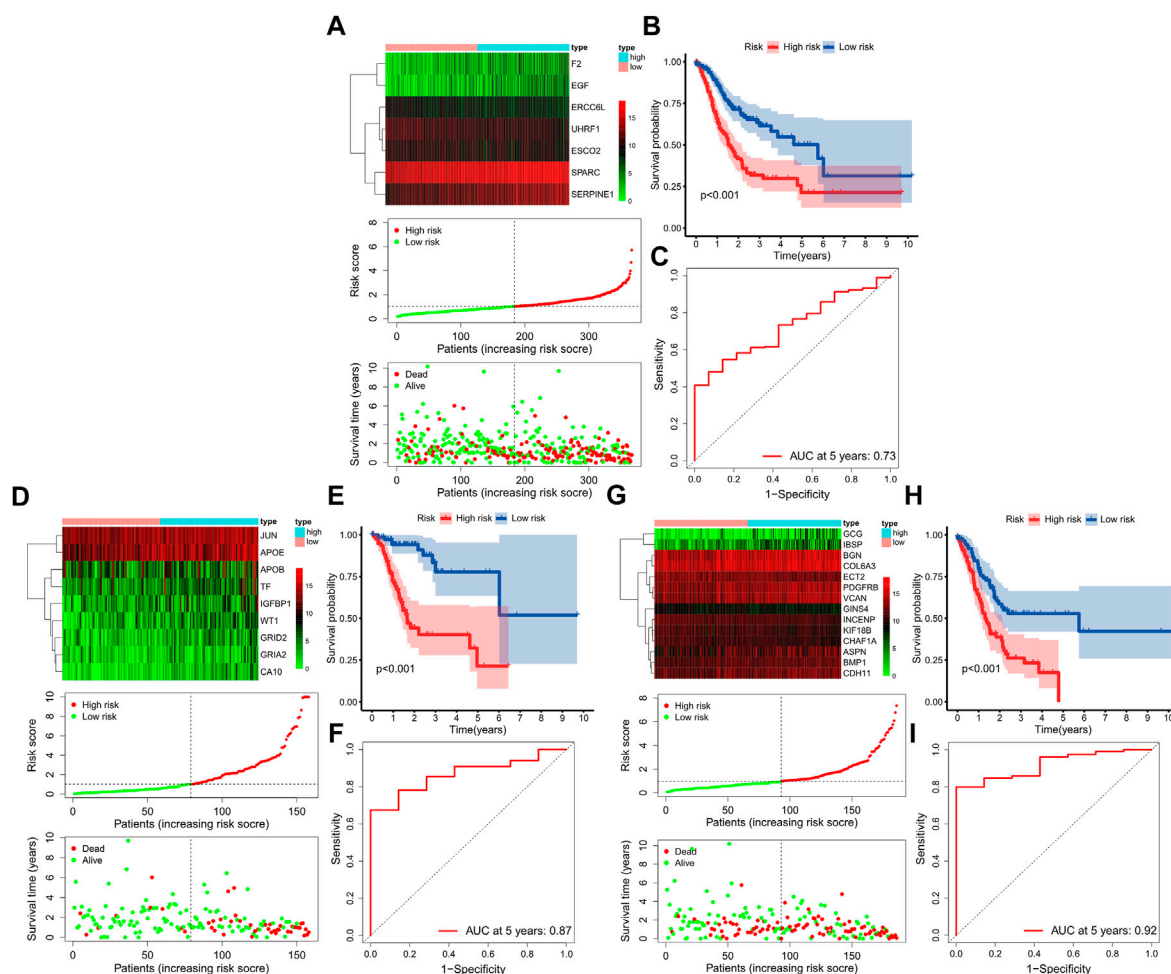 A
type
type
high
low
F2
EGF
ERCC6L
UHRF1
ESCO2
SPARC
SERPINE1
15
10
5
0
High risk
Low risk
Risk score
8
6
4
2
0
0 100 200 300
Patients (increasing risk socre)
Dead
Alive
Survival time (years)
10
8
6
4
2
0
0 100 200 300
Patients (increasing risk socre)
B
Risk High risk Low risk
Survival probability
1.00
0.75
0.50
0.25
0.00
p<0.001
0 1 2 3 4 5 6 7 8 9 10
Time(years)
C
Sensitivity
1.0
0.8
0.6
0.4
0.2
0.0
AUC at 5 years: 0.73
0.0 0.2 0.4 0.6 0.8 1.0
1−Specificity
D
type
type
high
low
JUN
APOE
APOB
TF
IGFBP1
WT1
GRID2
GRIA2
CA10
15
10
5
0
High risk
Low risk
Risk score
10
8
6
4
2
0
0 50 100 150
Patients (increasing risk socre)
Dead
Alive
Survival time (years)
10
8
6
4
2
0
0 50 100 150
Patients (increasing risk socre)
E
Risk High risk Low risk
Survival probability
1.00
0.75
0.50
0.25
0.00
p<0.001
0 1 2 3 4 5 6 7 8 9 10
Time(years)
F
Sensitivity
1.0
0.8
0.6
0.4
0.2
0.0
AUC at 5 years: 0.87
0.0 0.2 0.4 0.6 0.8 1.0
1−Specificity
G
type
type
high
low
GCG
IBSP
BGN
COL6A3
ECT2
PDGFRB
VCAN
GINS4
INCENP
KIF18B
CHAF1A
ASPN
BMP1
CDH11
15
10
5
0
High risk
Low risk
Risk score
6
4
2
0
0 50 100 150
Patients (increasing risk socre)
Dead
Alive
Survival time (years)
10
8
6
4
2
0
0 50 100 150
Patients (increasing risk socre)
H
Risk High risk Low risk
Survival probability
1.00
0.75
0.50
0.25
0.00
p<0.001
0 1 2 3 4 5 6 7 8 9 10
Time(years)
I
Sensitivity
1.0
0.8
0.6
0.4
0.2
0.0
AUC at 5 years: 0.92
0.0 0.2 0.4 0.6 0.8 1.0
1−Specificity